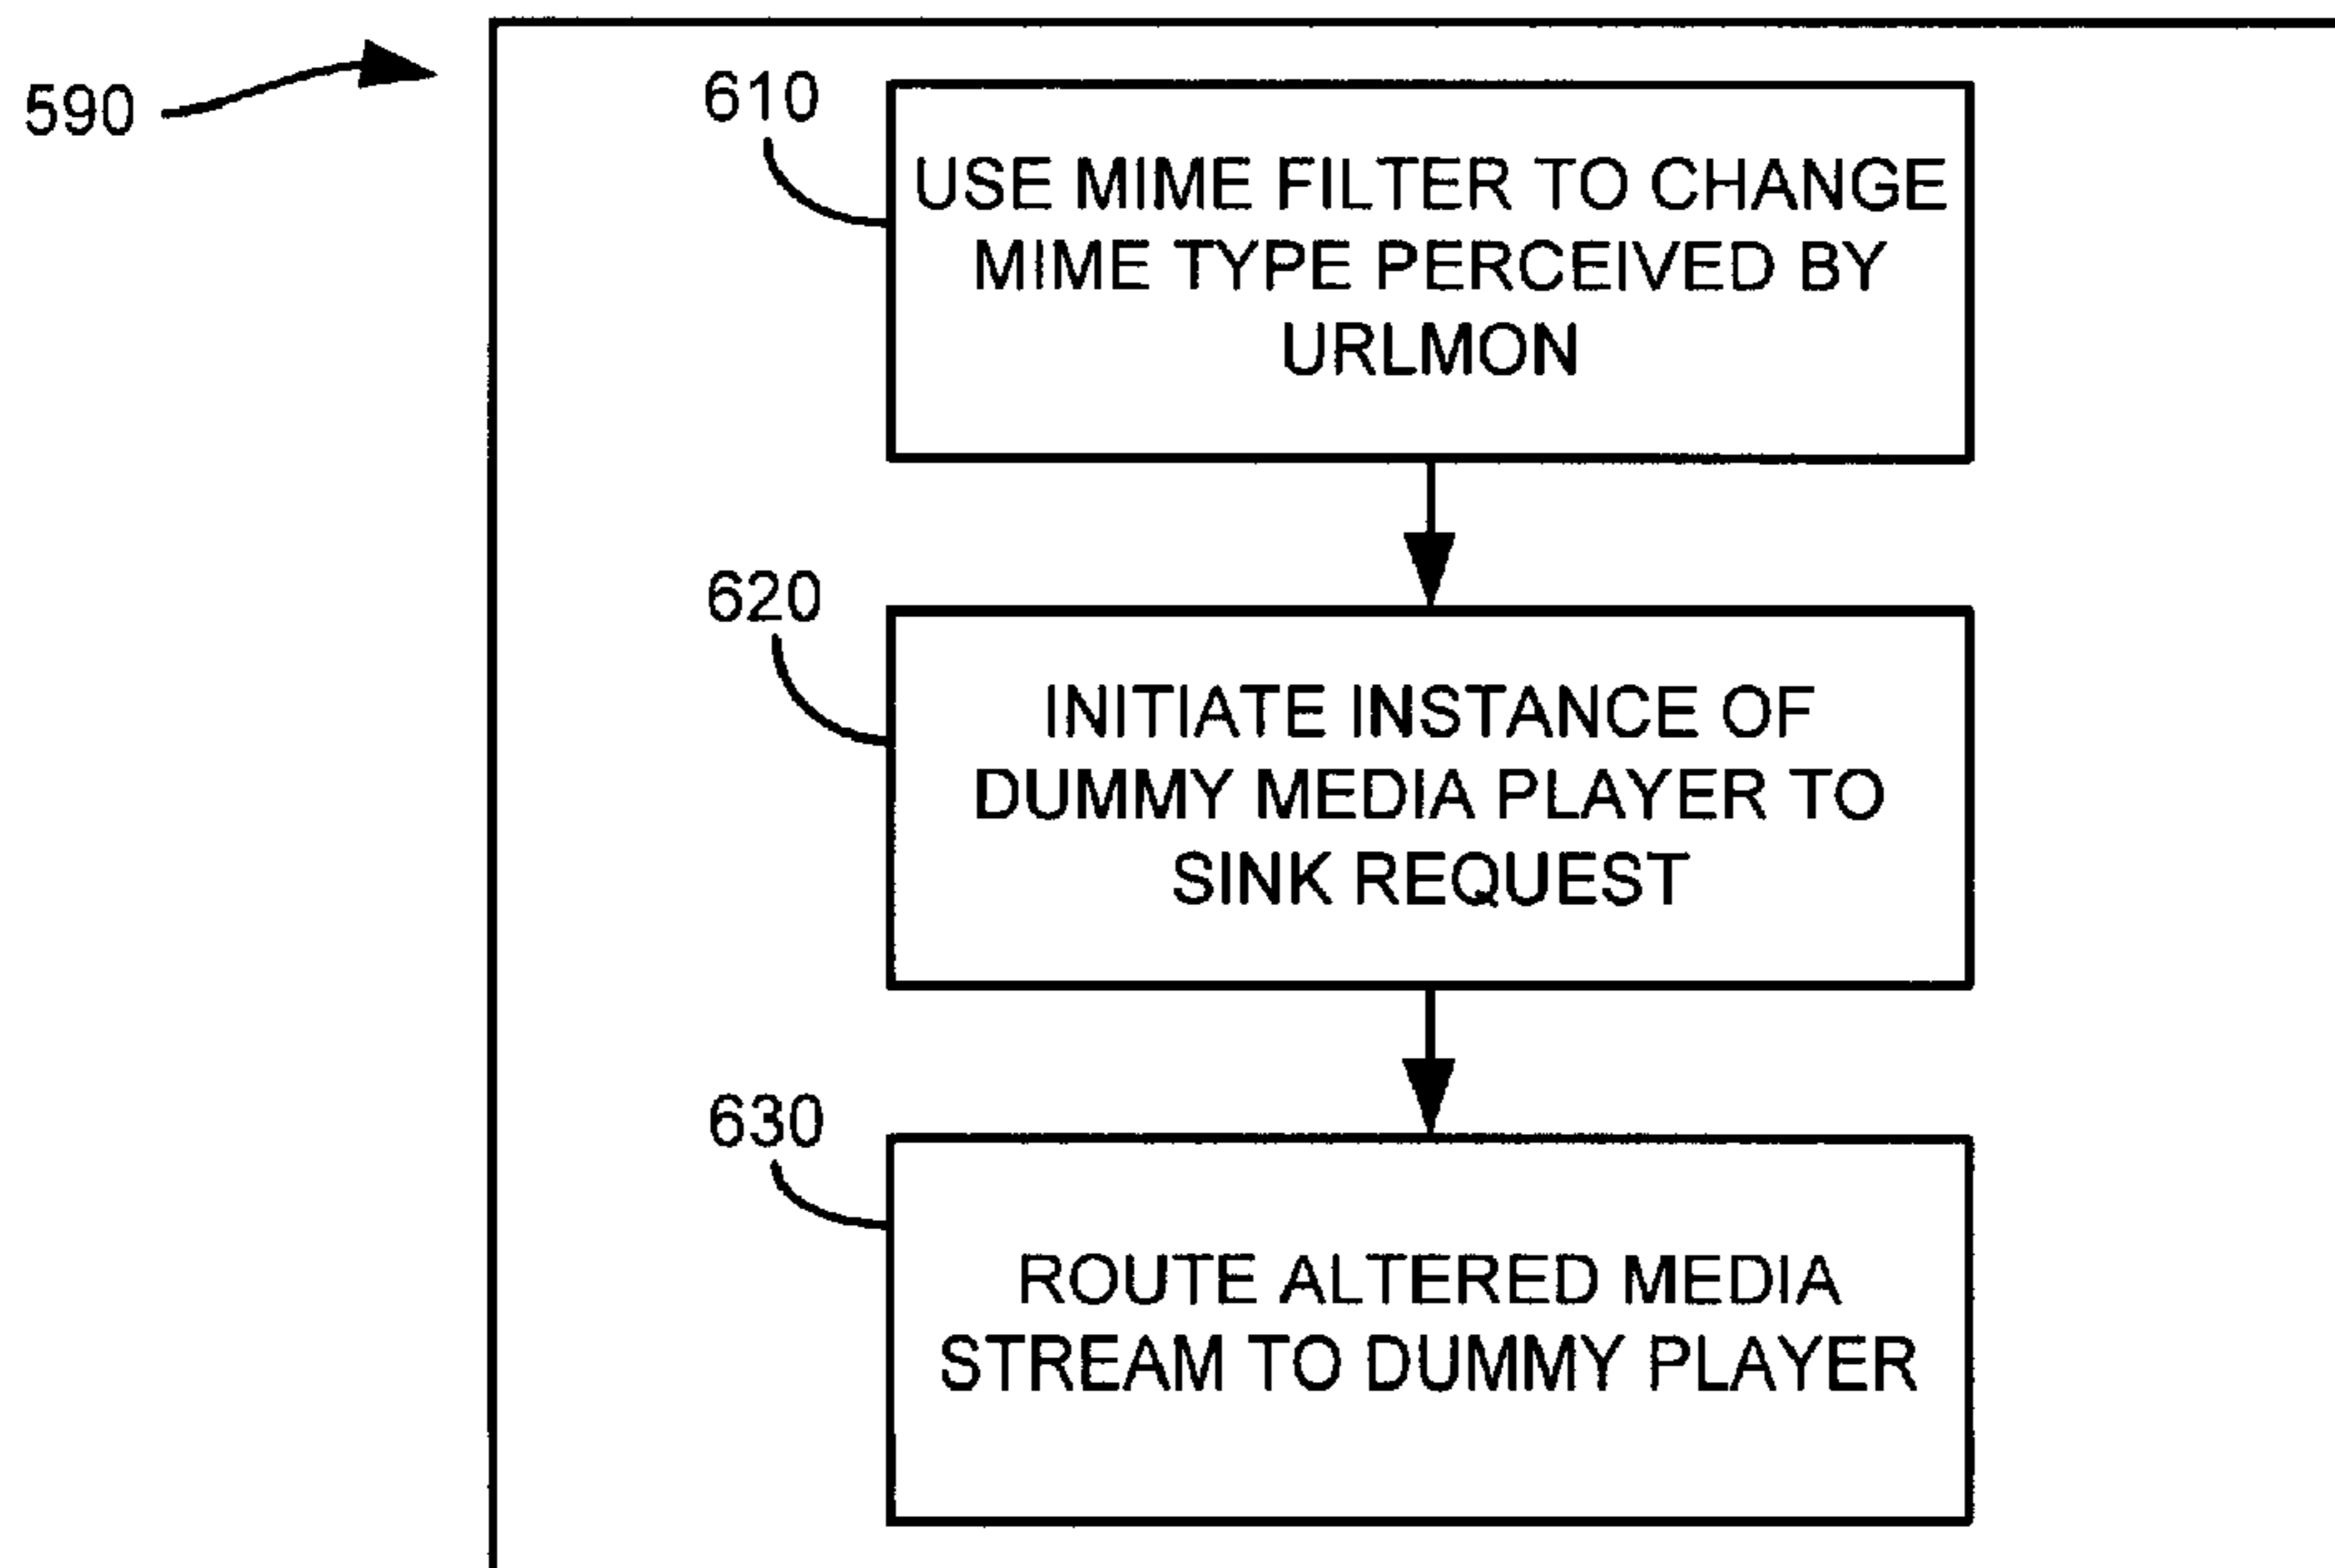 590
610
USE MIME FILTER TO CHANGE
MIME TYPE PERCEIVED BY
URLMON
620
INITIATE INSTANCE OF
DUMMY MEDIA PLAYER TO
SINK REQUEST
630
ROUTE ALTERED MEDIA
STREAM TO DUMMY PLAYER